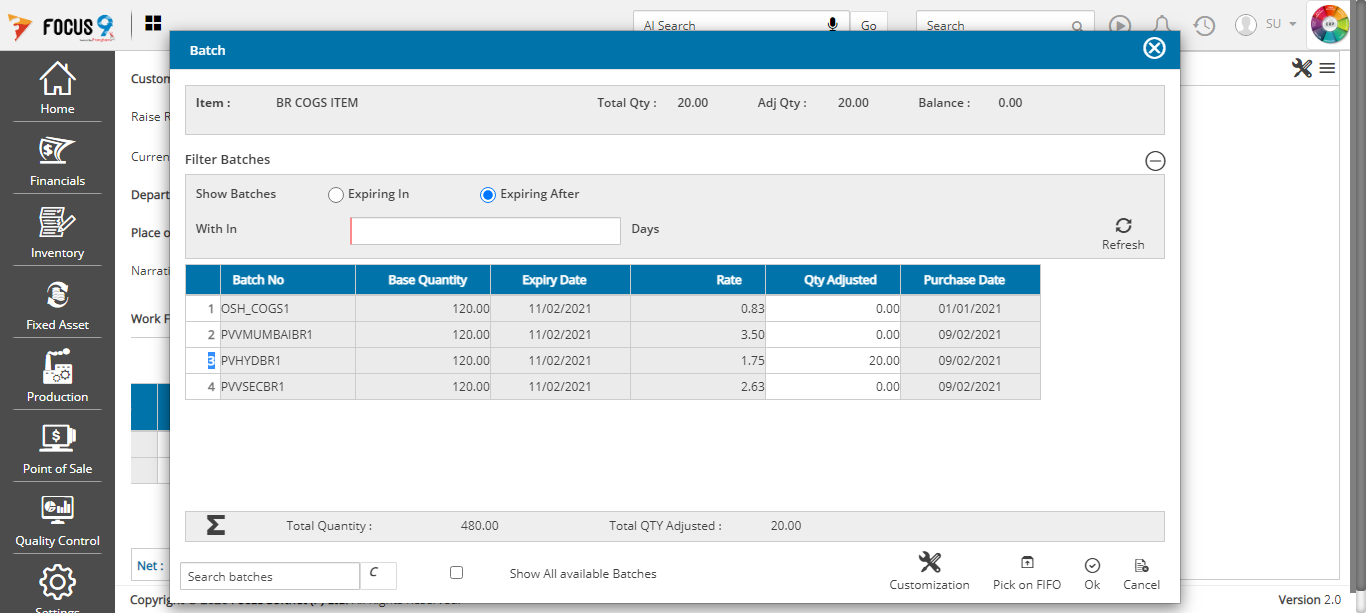 FOCUS 9
AI Search
Go
Search
SU
Batch
Home
Financials
Inventory
Fixed Asset
Production
Point of Sale
Quality Control
Settings
Custom
Raise R
Curren
Depart
Place o
Narrati
Work F
Net :
Item : BR COGS ITEM Total Qty : 20.00 Adj Qty : 20.00 Balance : 0.00
Filter Batches
Show Batches Expiring In Expiring After
With In Days
Refresh
Batch No Base Quantity Expiry Date Rate Qty Adjusted Purchase Date
1 OSH_COGS1 120.00 11/02/2021 0.83 0.00 01/01/2021
2 PVVMUMBAIBR1 120.00 11/02/2021 3.50 0.00 09/02/2021
3 PVHYDBR1 120.00 11/02/2021 1.75 20.00 09/02/2021
4 PVVSECBR1 120.00 11/02/2021 2.63 0.00 09/02/2021
Σ Total Quantity : 480.00 Total QTY Adjusted : 20.00
Search batches C Show All available Batches
Customization Pick on FIFO Ok Cancel
Version 2.0